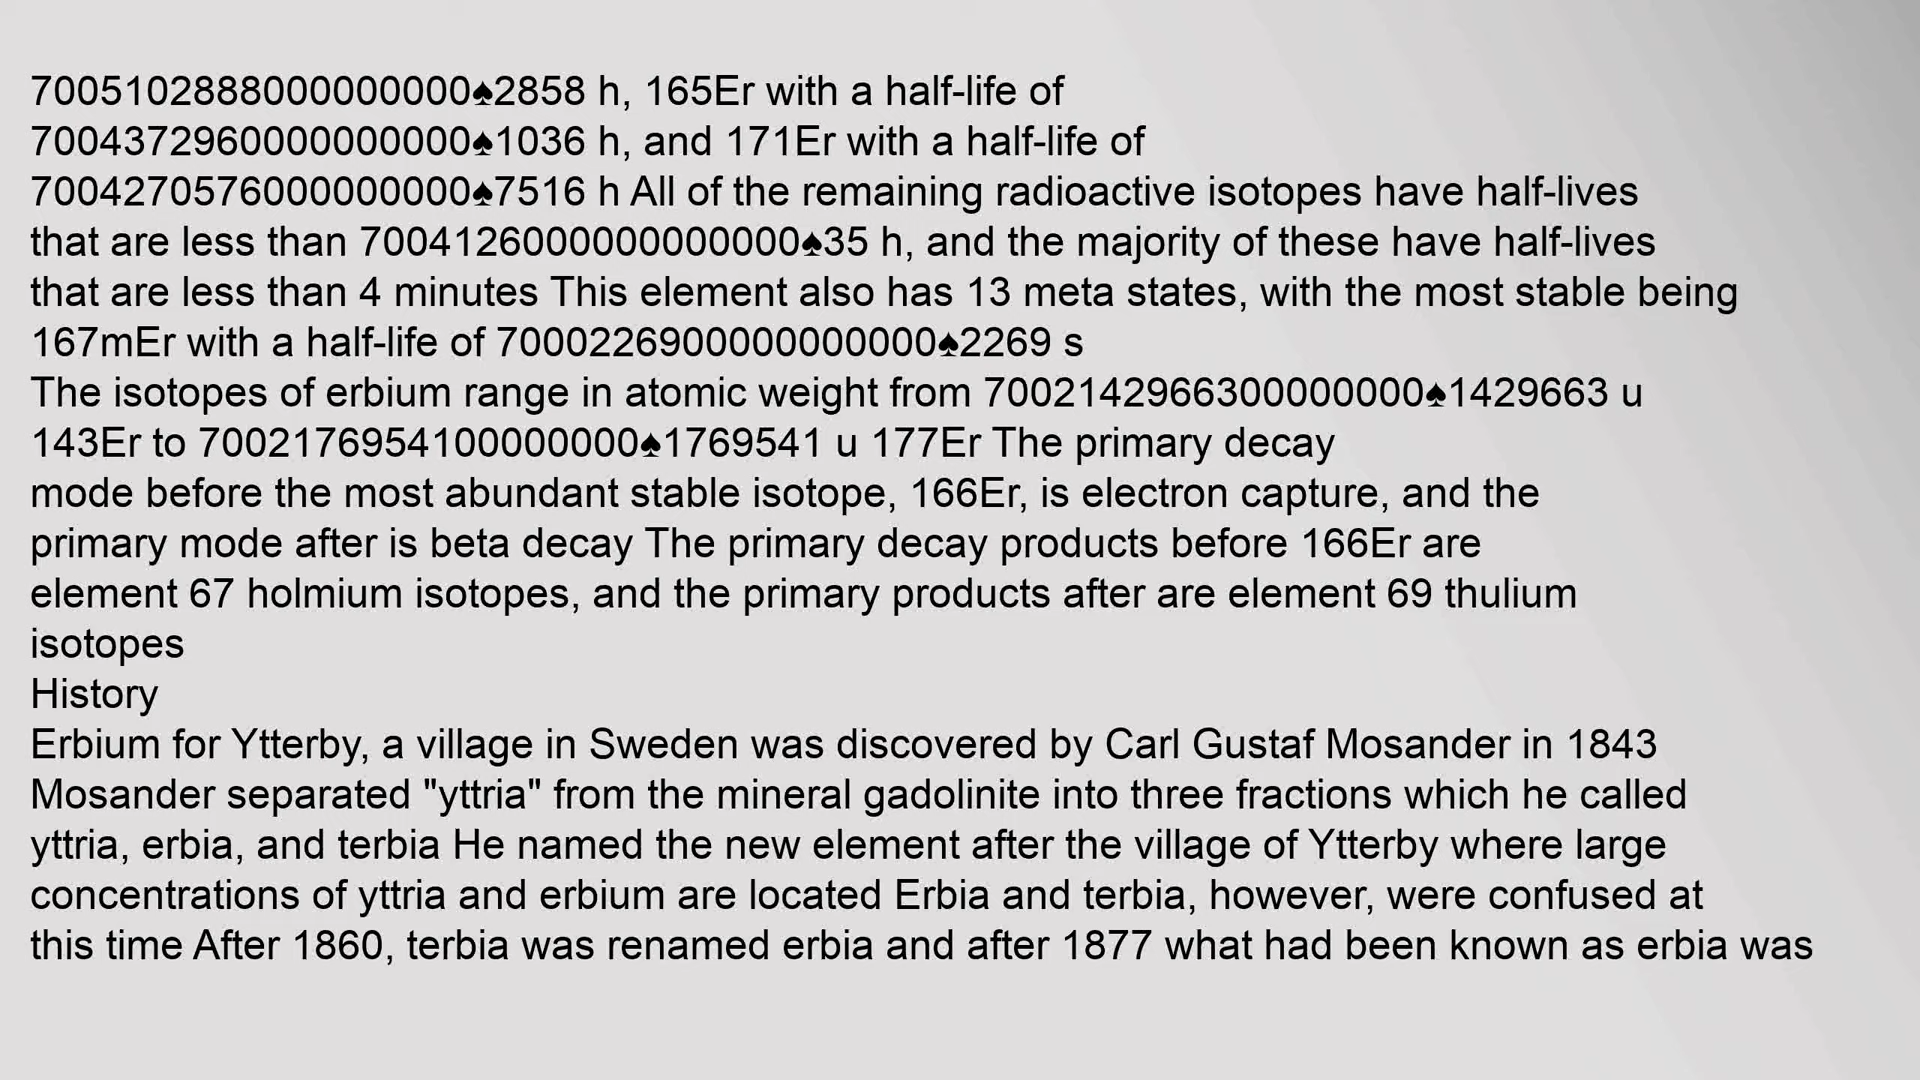 7005102888000000000♠2858 h, 165Er with a half-life of
7004372960000000000♠1036 h, and 171Er with a half-life of
7004270576000000000♠7516 h All of the remaining radioactive isotopes have half-lives
that are less than 7004126000000000000♠35 h, and the majority of these have half-lives
that are less than 4 minutes This element also has 13 meta states, with the most stable being
167mEr with a half-life of 7000226900000000000♠2269 s
The isotopes of erbium range in atomic weight from 7002142966300000000♠1429663 u
143Er to 7002176954100000000♠1769541 u 177Er The primary decay
mode before the most abundant stable isotope, 166Er, is electron capture, and the
primary mode after is beta decay The primary decay products before 166Er are
element 67 holmium isotopes, and the primary products after are element 69 thulium
isotopes
History
Erbium for Ytterby, a village in Sweden was discovered by Carl Gustaf Mosander in 1843
Mosander separated "yttria" from the mineral gadolinite into three fractions which he called
yttria, erbia, and terbia He named the new element after the village of Ytterby where large
concentrations of yttria and erbium are located Erbia and terbia, however, were confused at
this time After 1860, terbia was renamed erbia and after 1877 what had been known as erbia was